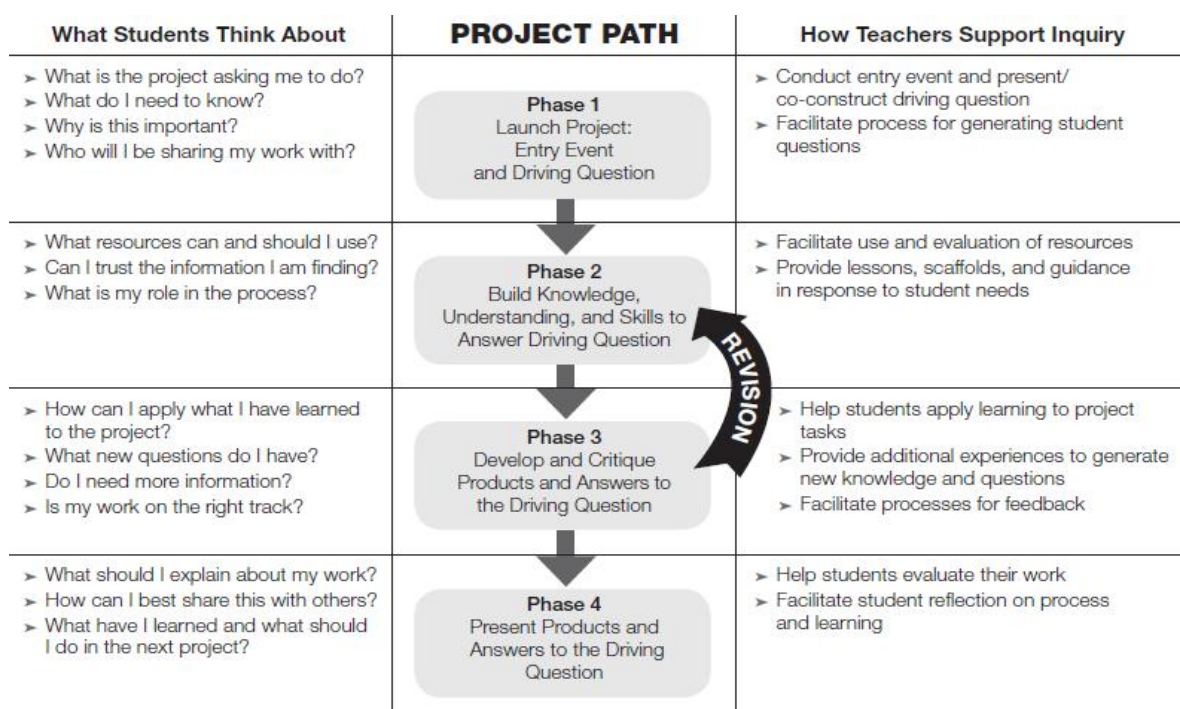 What Students Think About
PROJECT PATH
How Teachers Support Inquiry
➤ What is the project asking me to do?
➤ What do I need to know?
➤ Why is this important?
➤ Who will I be sharing my work with?
Phase 1
Launch Project:
Entry Event
and Driving Question
➤ Conduct entry event and present/
co-construct driving question
➤ Facilitate process for generating student
questions
➤ What resources can and should I use?
➤ Can I trust the information I am finding?
➤ What is my role in the process?
Phase 2
Build Knowledge,
Understanding, and Skills to
Answer Driving Question
➤ Facilitate use and evaluation of resources
➤ Provide lessons, scaffolds, and guidance
in response to student needs
REVISION
➤ How can I apply what I have learned
to the project?
➤ What new questions do I have?
➤ Do I need more information?
➤ Is my work on the right track?
Phase 3
Develop and Critique
Products and Answers to
the Driving Question
➤ Help students apply learning to project
tasks
➤ Provide additional experiences to generate
new knowledge and questions
➤ Facilitate processes for feedback
➤ What should I explain about my work?
➤ How can I best share this with others?
➤ What have I learned and what should
I do in the next project?
Phase 4
Present Products and
Answers to the Driving
Question
➤ Help students evaluate their work
➤ Facilitate student reflection on process
and learning